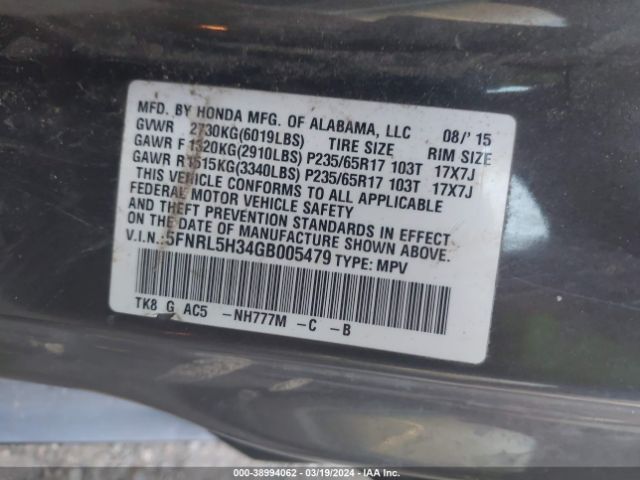 MFD. BY HONDA MFG. OF ALABAMA, LLC 08/'15
GVWR 2730KG(6019LBS) TIRE SIZE RIM SIZE
GAWR F1320KG(2910LBS) P235/65R17 103T 17X7J
GAWR R1515KG(3340LBS) P235/65R17 103T 17X7J
THIS VEHICLE CONFORMS TO ALL APPLICABLE
FEDERAL MOTOR VEHICLE SAFETY
AND THEFT PREVENTION STANDARDS IN EFFECT
ON THE DATE OF MANUFACTURE SHOWN ABOVE.
V.I.N.:5FNRL5H34GB005479 TYPE: MPV
TK8 G AC5 -NH777M -C -B
000-38994062 - 03/19/2024 - IAA Inc.